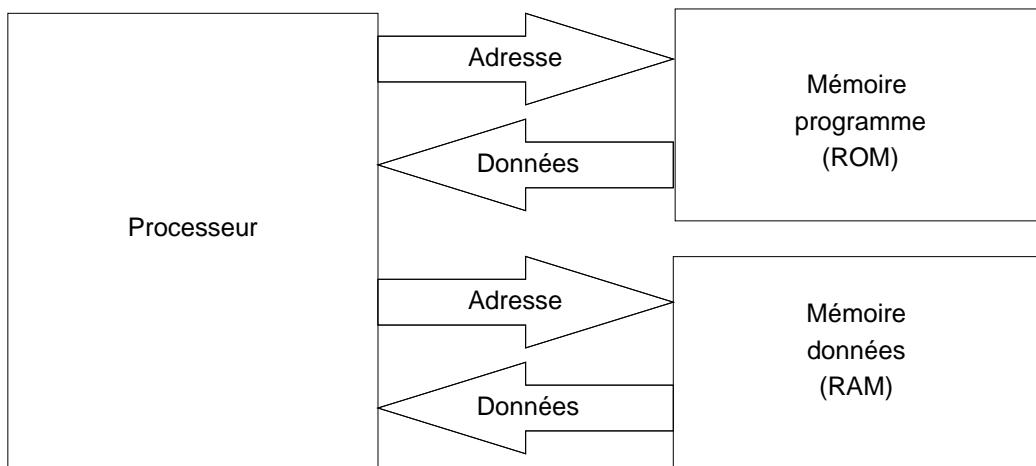 Processeur
Adresse
Données
Mémoire
programme
(ROM)
Adresse
Données
Mémoire
données
(RAM)